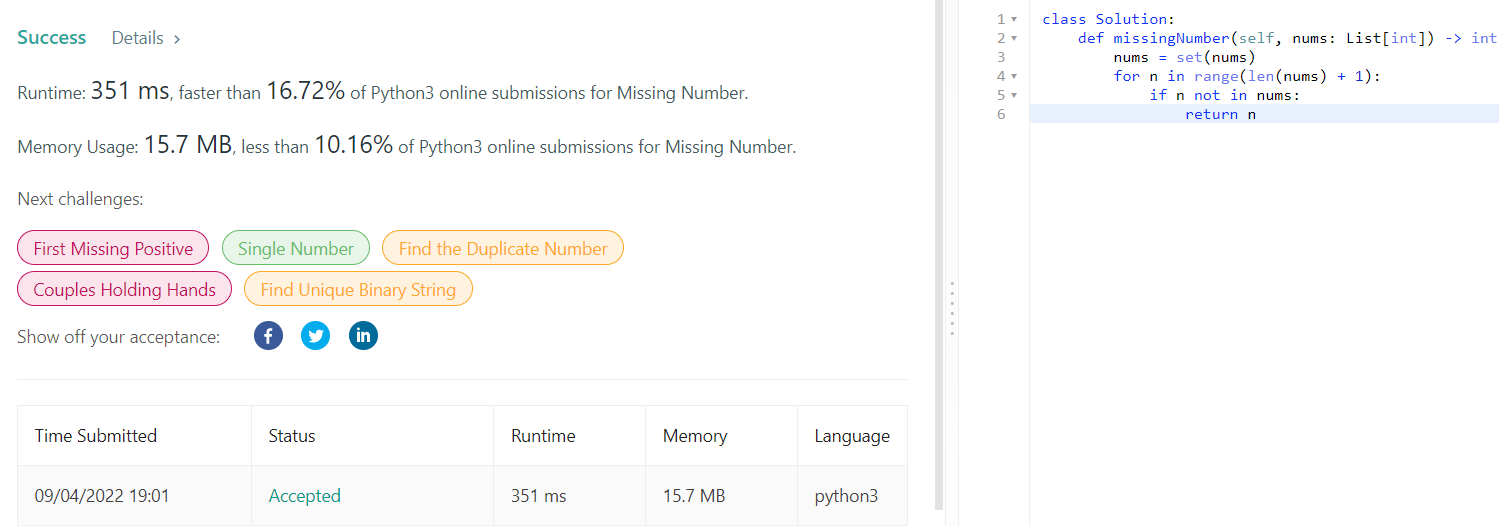 Success Details >
Runtime: 351 ms, faster than 16.72% of Python3 online submissions for Missing Number.
Memory Usage: 15.7 MB, less than 10.16% of Python3 online submissions for Missing Number.
Next challenges:
First Missing Positive Single Number Find the Duplicate Number
Couples Holding Hands Find Unique Binary String
Show off your acceptance: f in
Time Submitted Status Runtime Memory Language
09/04/2022 19:01 Accepted 351 ms 15.7 MB python3
1 class Solution:
2 def missingNumber(self, nums: List[int]) -> int
3 nums = set(nums)
4 for n in range(len(nums) + 1):
5 if n not in nums:
6 return n